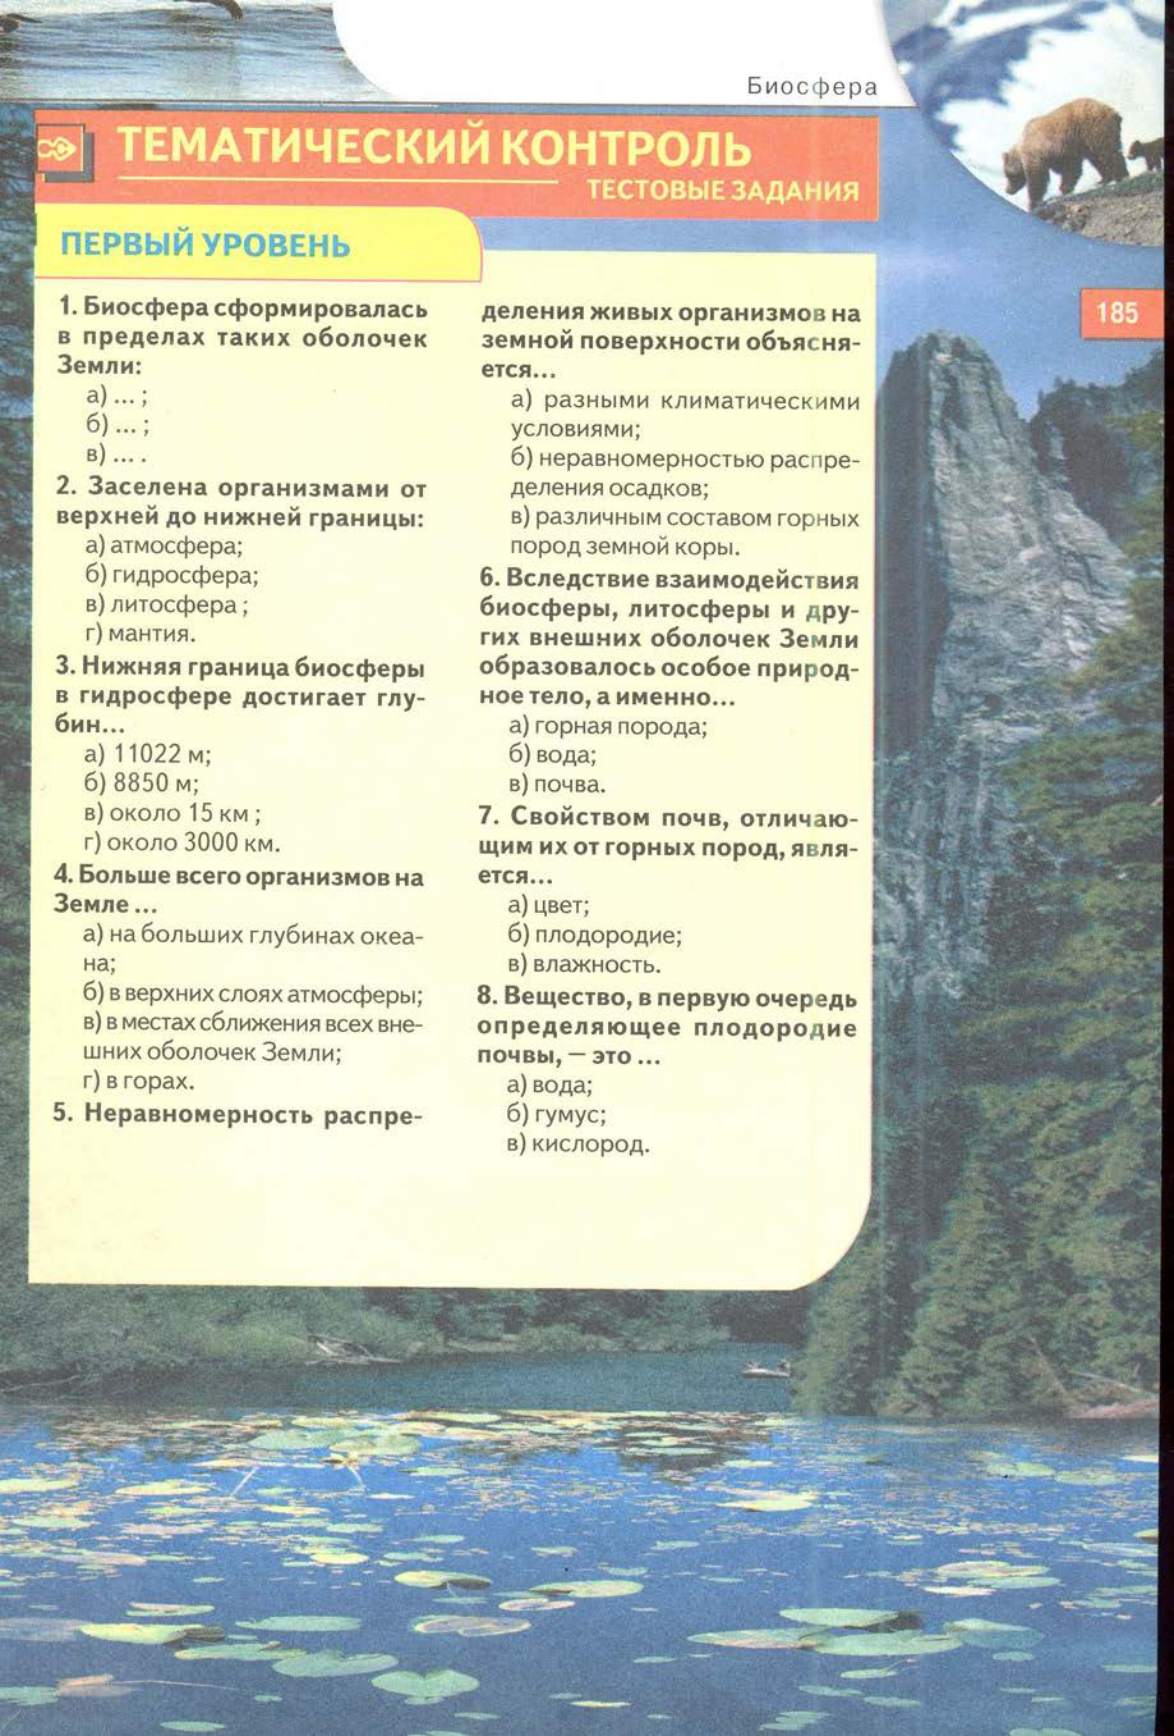 Биосфера
ТЕМАТИЧЕСКИЙ КОНТРОЛЬ
ТЕСТОВЫЕ ЗАДАНИЯ
ПЕРВЫЙ УРОВЕНЬ
1. Биосфера сформировалась
в пределах таких оболочек
Земли:
а) ... ;
б) ... ;
в) ... .
2. Заселена организмами от
верхней до нижней границы:
а) атмосфера;
б) гидросфера;
в) литосфера ;
г) мантия.
3. Нижняя граница биосферы
в гидросфере достигает глу-
бин...
а) 11022 м;
б) 8850 м;
в) около 15 км ;
г) около 3000 км.
4. Больше всего организмов на
Земле ...
а) на больших глубинах океа-
на;
б) в верхних слоях атмосферы;
в) в местах сближения всех вне-
шних оболочек Земли;
г) в горах.
5. Неравномерность распре-
деления живых организмов на
земной поверхности объясня-
ется...
а) разными климатическими
условиями;
б) неравномерностью распре-
деления осадков;
в) различным составом горных
пород земной коры.
6. Вследствие взаимодействия
биосферы, литосферы и дру-
гих внешних оболочек Земли
образовалось особое природ-
ное тело, а именно...
а) горная порода;
б) вода;
в) почва.
7. Свойством почв, отличаю-
щим их от горных пород, явля-
ется...
а) цвет;
б) плодородие;
в) влажность.
8. Вещество, в первую очередь
определяющее плодородие
почвы, — это ...
а) вода;
б) гумус;
в) кислород.
185